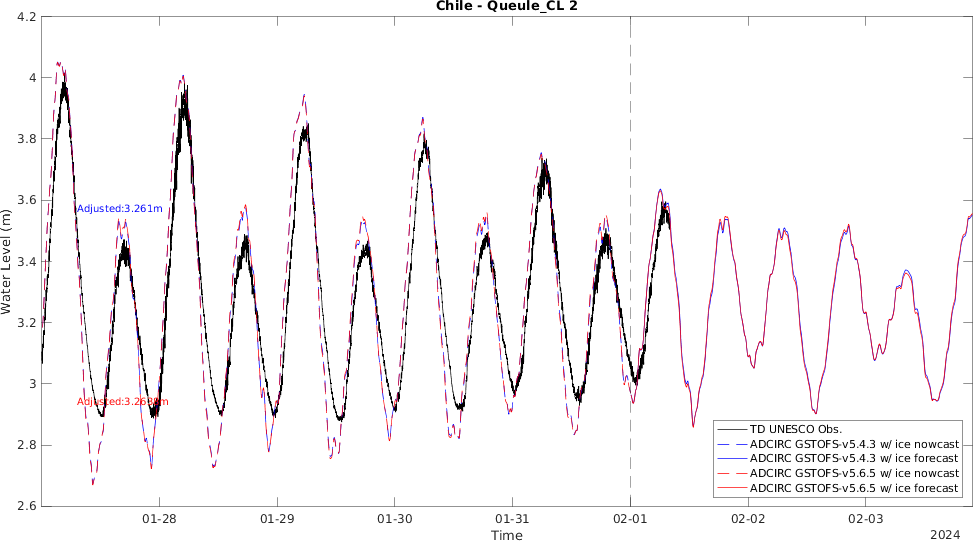 Chile - Queule_CL 2
4.2
4
3.8
3.6
3.4
3.2
3
2.8
2.6
Water Level (m)
Adjusted:3.261m
TD UNESCO Obs.
ADCIRC GSTOFS-v5.4.3 w/ ice nowcast
ADCIRC GSTOFS-v5.4.3 w/ ice forecast
ADCIRC GSTOFS-v5.6.5 w/ ice nowcast
ADCIRC GSTOFS-v5.6.5 w/ ice forecast
01-28
01-29
01-30
01-31
02-01
02-02
02-03
Time
2024